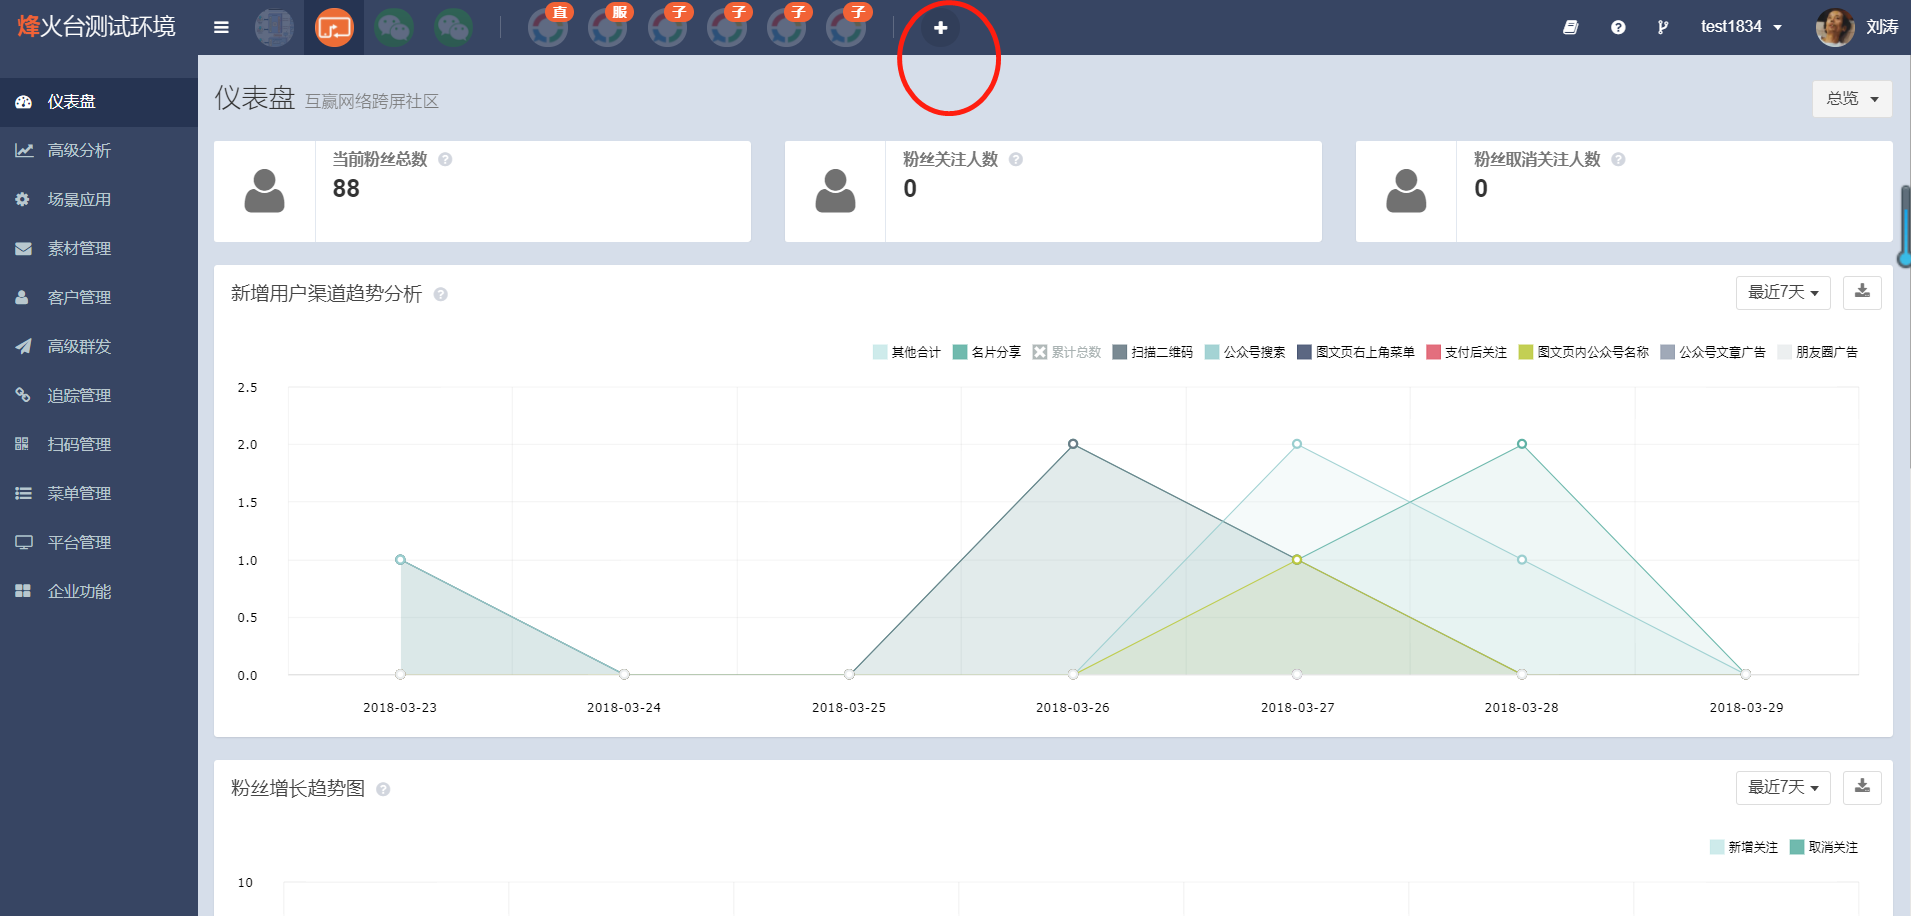 烽火台测试环境
直 服 子 子 子 子
test1834 刘涛
仪表盘
高级分析
场景应用
素材管理
客户管理
高级群发
追踪管理
扫码管理
菜单管理
平台管理
企业功能
仪表盘 互赢网络跨屏社区
总览
当前粉丝总数
88
粉丝关注人数
0
粉丝取消关注人数
0
新增用户渠道趋势分析
最近7天
其他合计 名片分享 累计总数 扫描二维码 公众号搜索 图文页右上角菜单 支付后关注 图文页内公众号名称 公众号文章广告 朋友圈广告
2.5
2.0
1.5
1.0
0.5
0.0
2018-03-23 2018-03-24 2018-03-25 2018-03-26 2018-03-27 2018-03-28 2018-03-29
粉丝增长趋势图
最近7天
新增关注 取消关注
10